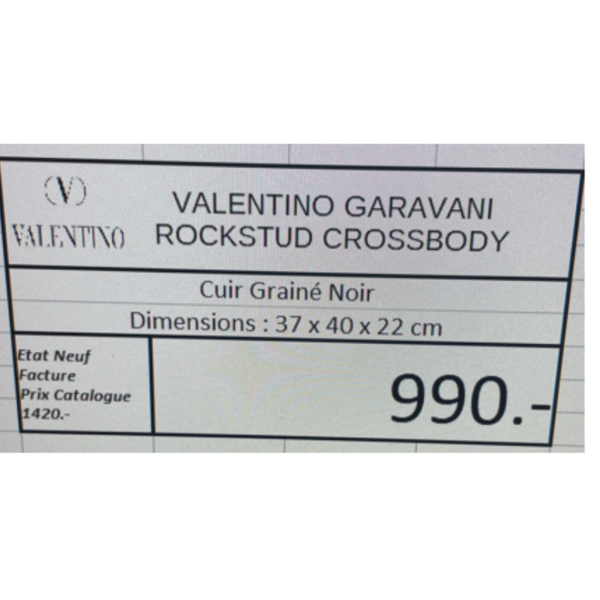 (V)
VALENTINO
VALENTINO GARAVANI
ROCKSTUD CROSSBODY
Cuir Grainé Noir
Dimensions : 37 x 40 x 22 cm
Etat Neuf
Facture
Prix Catalogue
1420.-
990.-